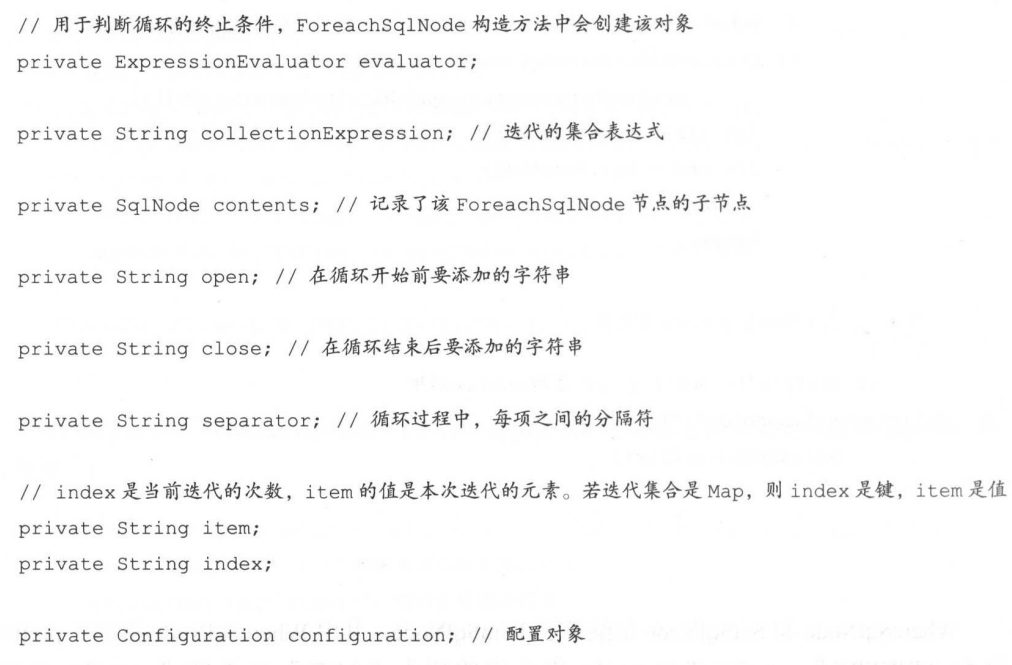 // 用于判断循环的终止条件，ForeachSqlNode 构造方法中会创建该对象
private ExpressionEvaluator evaluator;
private String collectionExpression; // 迭代的集合表达式
private SqlNode contents; // 记录了该 ForeachSqlNode 节点的子节点
private String open; // 在循环开始前要添加的字符串
private String close; // 在循环结束后要添加的字符串
private String separator; // 循环过程中，每项之间的分隔符
// index 是当前迭代的次数，item 的值是本次迭代的元素。若迭代集合是 Map，则 index 是键，item 是值
private String item;
private String index;
private Configuration configuration; // 配置对象